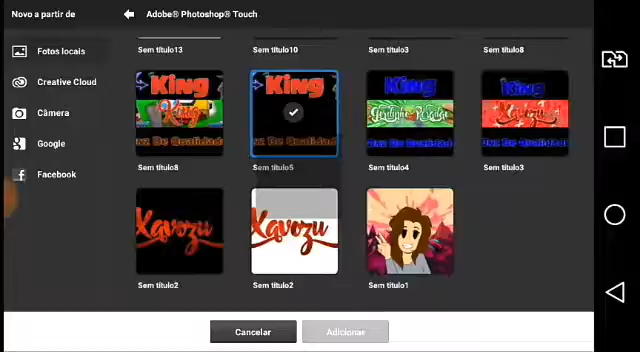 Novo a partir de
Adobe® Photoshop® Touch
Fotos locais
Creative Cloud
Câmera
Google
Facebook
Sem título13
Sem título10
Sem título3
Sem título8
King
King
King
Sem título8
Sem título5
Sem título4
Sem título3
Xavozu
Xavozu
Sem título2
Sem título2
Sem título1
Cancelar
Adicionar